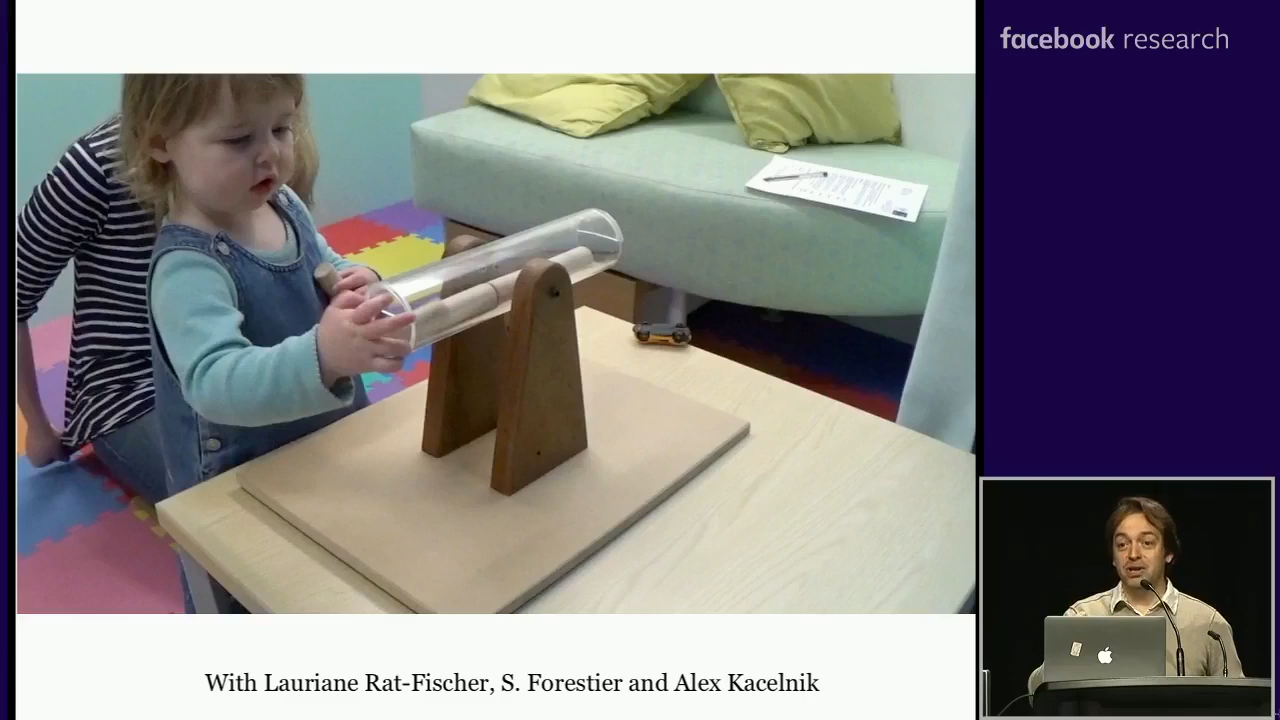 facebook research
With Lauriane Rat-Fischer, S. Forestier and Alex Kacelnik